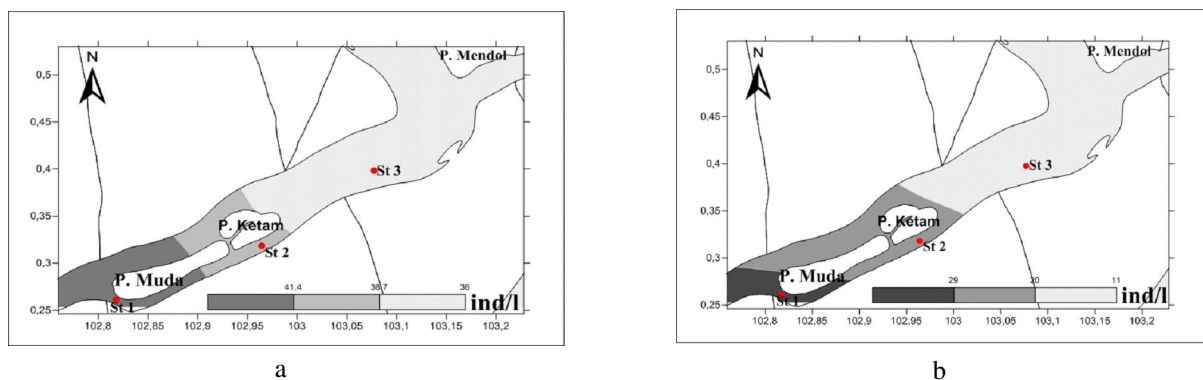 N
P. Mendol
0,5
0,45
0,4
0,35
0,3
0,25
St 3
P. Ketam
St 2
P. Muda
St 1
41,4
38,7
36
ind/l
102,8
102,85
102,9
102,95
103
103,05
103,1
103,15
103,2
a
N
P. Mendol
0,5
0,45
0,4
0,35
0,3
0,25
St 3
P. Ketam
St 2
P. Muda
St 1
29
20
11
ind/l
102,8
102,85
102,9
102,95
103
103,05
103,1
103,15
103,2
b